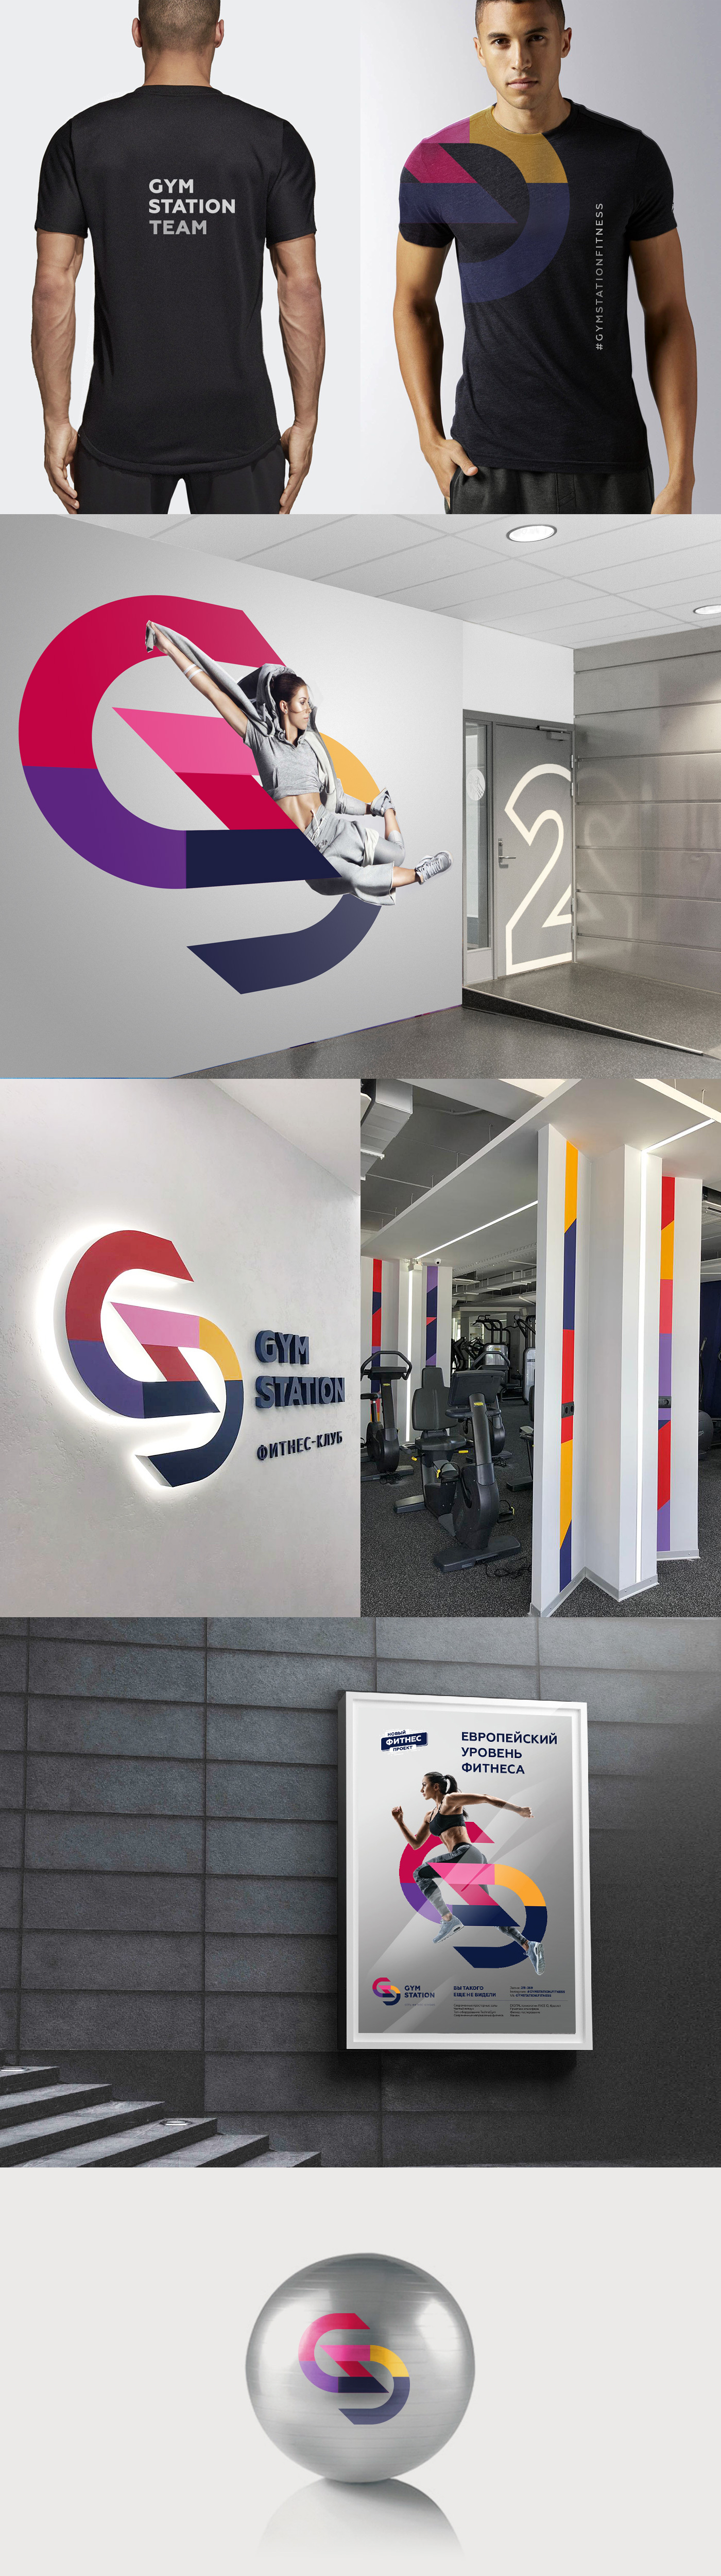 GYM
STATION
TEAM
#GYMSTATIONFITNESS
2
GYM
STATION
ФИТНЕС-КЛУБ
НОВЫЙ
ФИТНЕС
ПРОЕКТ
ЕВРОПЕЙСКИЙ
УРОВЕНЬ
ФИТНЕСА
GYM
STATION
ВЫ ТАКОГО
ЕЩЕ НЕ ВИДЕЛИ